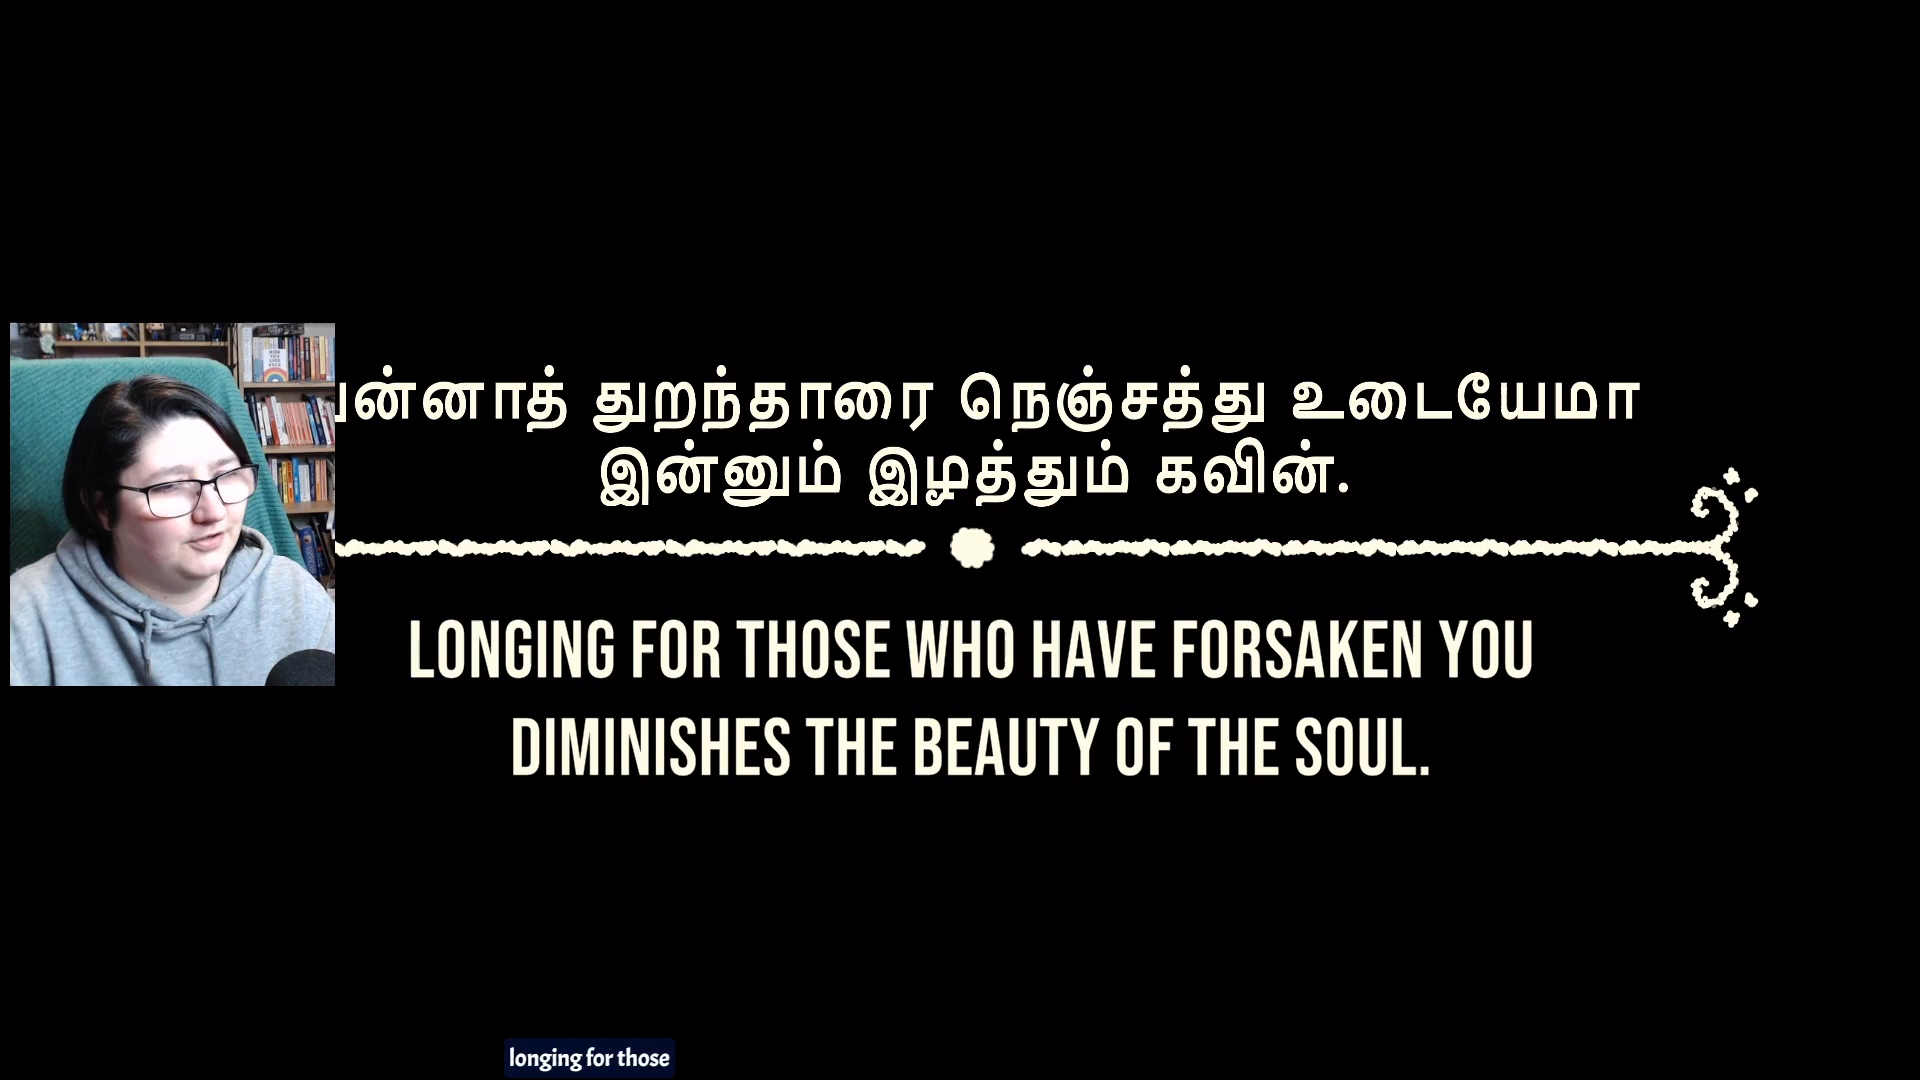 துறந்தாரை நெஞ்சத்து உடையேமா
இன்னும் இழத்தும் கவின்.
LONGING FOR THOSE WHO HAVE FORSAKEN YOU
DIMINISHES THE BEAUTY OF THE SOUL.
longing for those